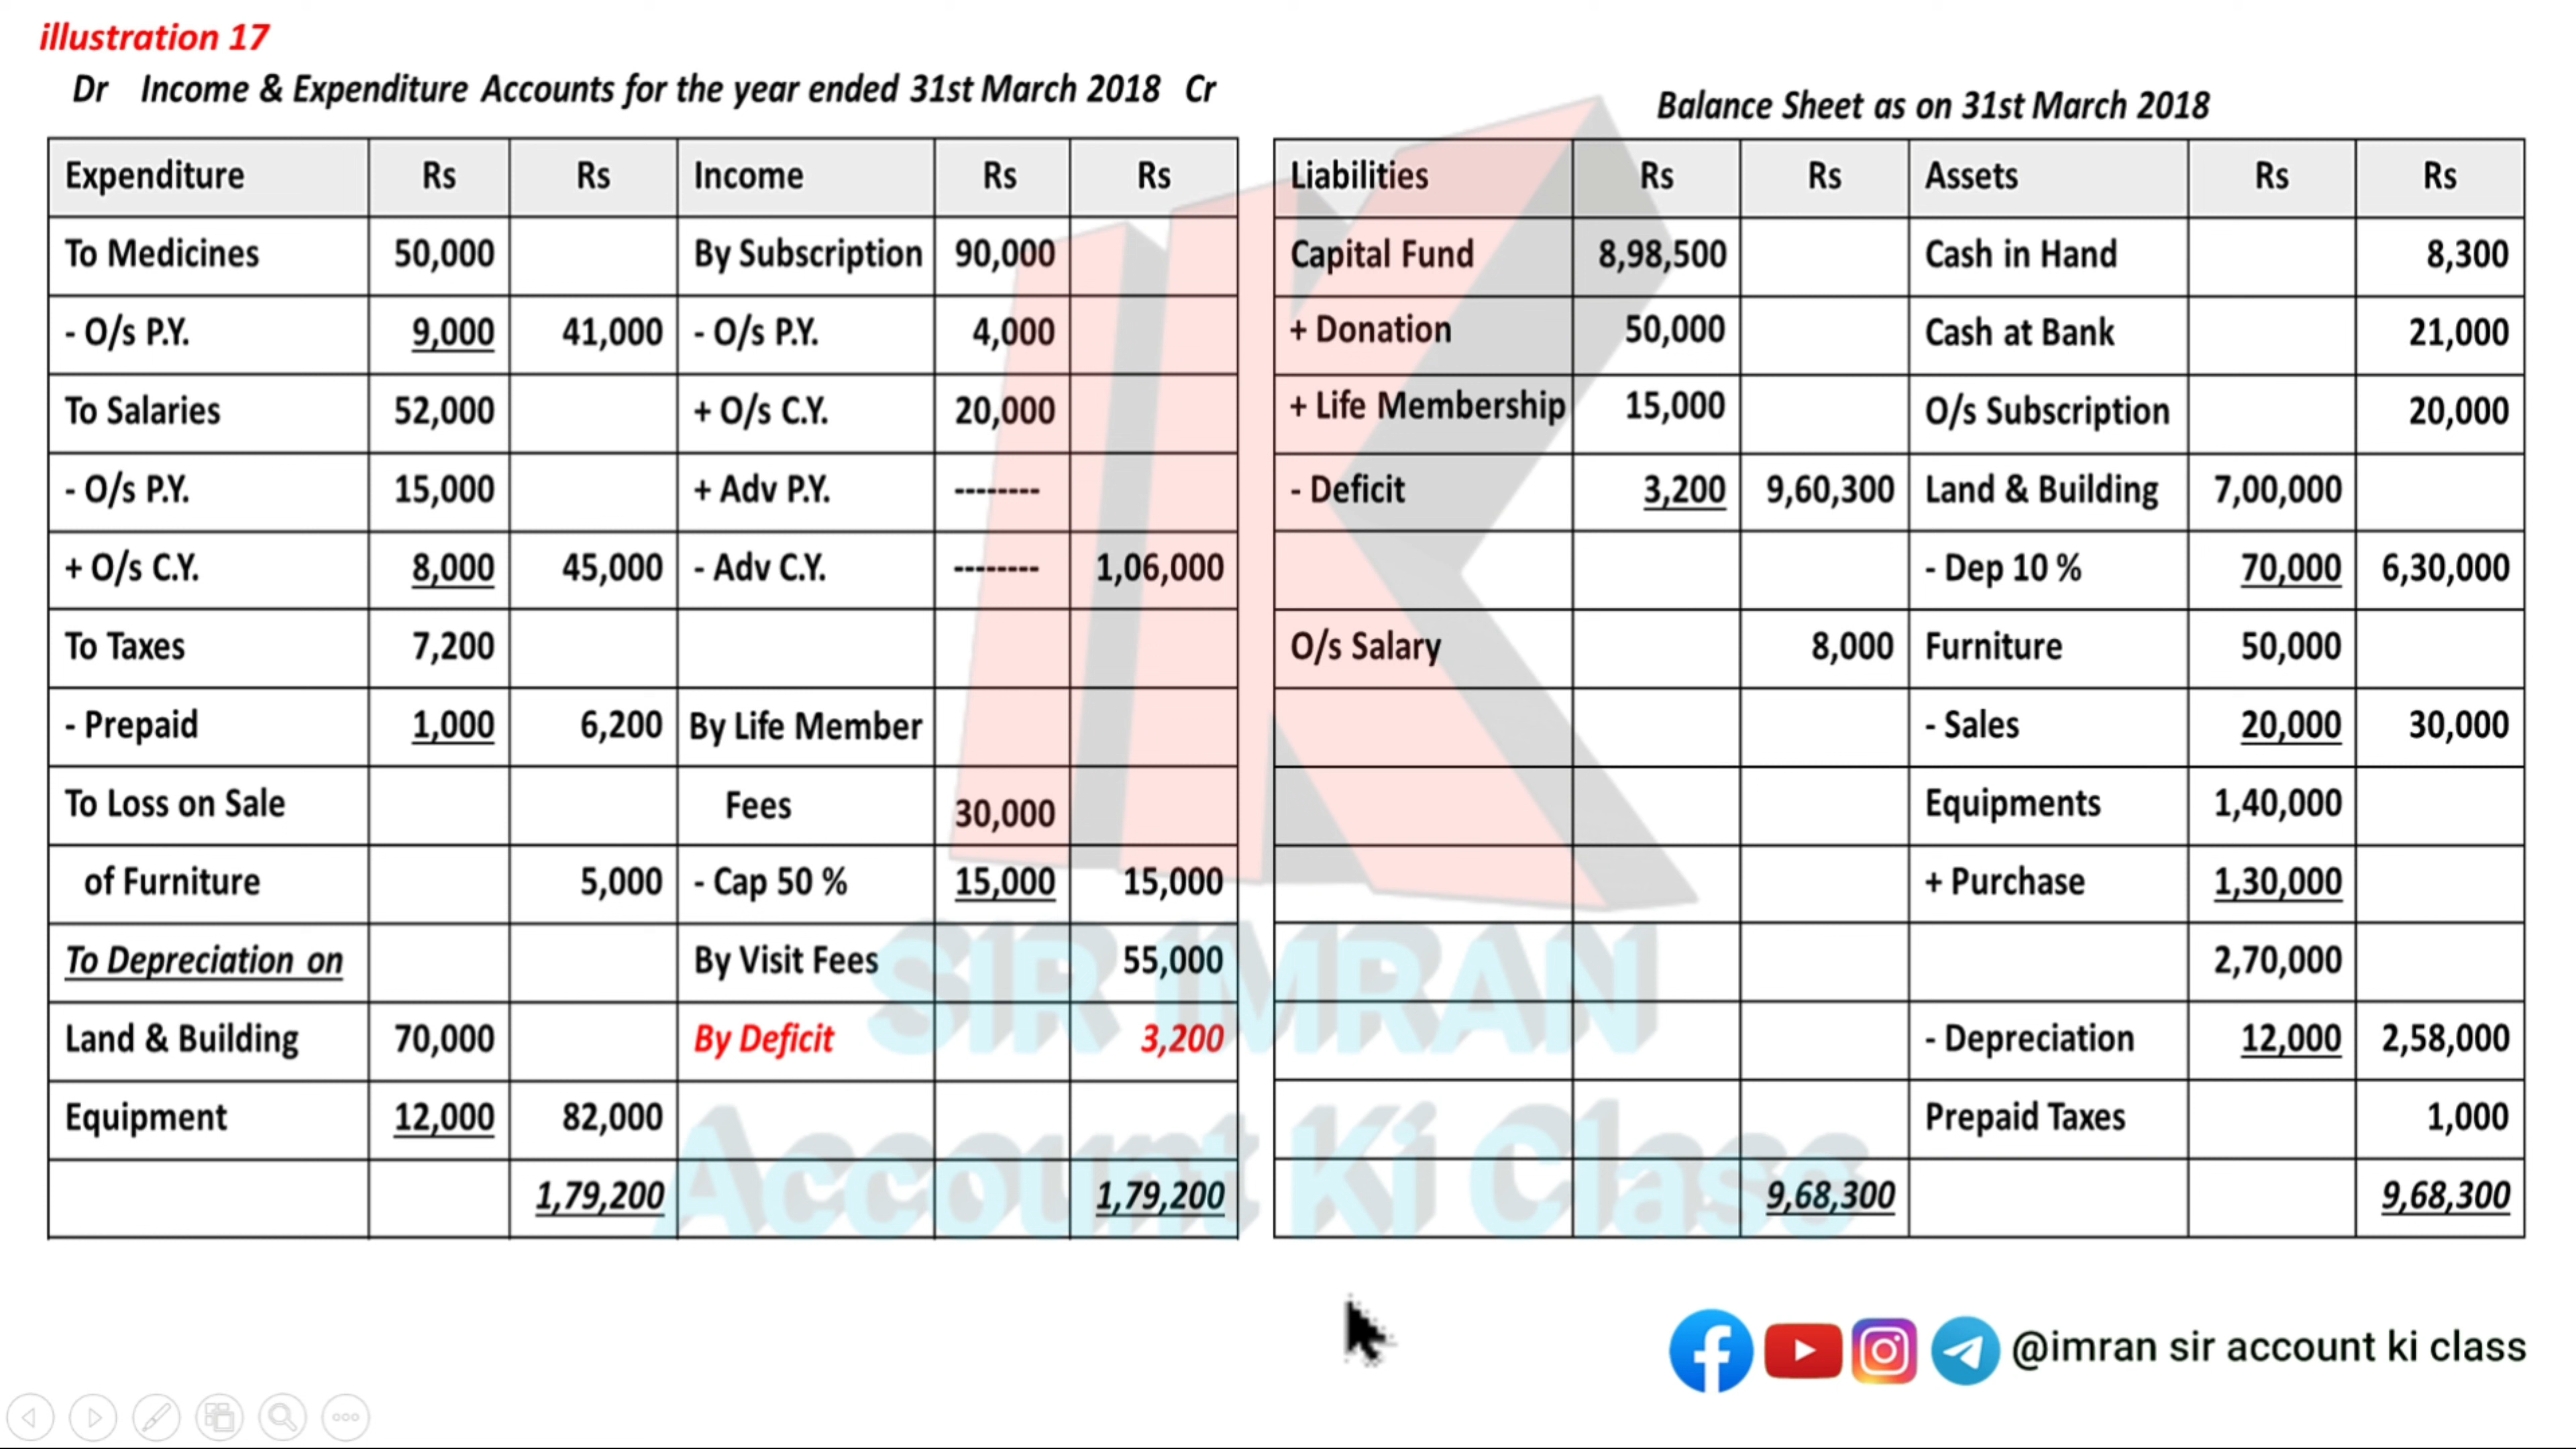 illustration 17
Dr Income & Expenditure Accounts for the year ended 31st March 2018 Cr
Expenditure Rs Rs Income Rs Rs
To Medicines 50,000 By Subscription 90,000
- O/s P.Y. 9,000 41,000 - O/s P.Y. 4,000
To Salaries 52,000 + O/s C.Y. 20,000
- O/s P.Y. 15,000 + Adv P.Y. --------
+ O/s C.Y. 8,000 45,000 - Adv C.Y. -------- 1,06,000
To Taxes 7,200
- Prepaid 1,000 6,200 By Life Member
To Loss on Sale Fees 30,000
of Furniture 5,000 - Cap 50 % 15,000 15,000
To Depreciation on By Visit Fees 55,000
Land & Building 70,000 By Deficit 3,200
Equipment 12,000 82,000
1,79,200 1,79,200
Balance Sheet as on 31st March 2018
Liabilities Rs Rs Assets Rs Rs
Capital Fund 8,98,500 Cash in Hand 8,300
+ Donation 50,000 Cash at Bank 21,000
+ Life Membership 15,000 O/s Subscription 20,000
- Deficit 3,200 9,60,300 Land & Building 7,00,000
- Dep 10 % 70,000 6,30,000
O/s Salary 8,000 Furniture 50,000
- Sales 20,000 30,000
Equipments 1,40,000
+ Purchase 1,30,000
2,70,000
- Depreciation 12,000 2,58,000
Prepaid Taxes 1,000
9,68,300 9,68,300
SIR IMRAN
Account Ki Class
@imran sir account ki class